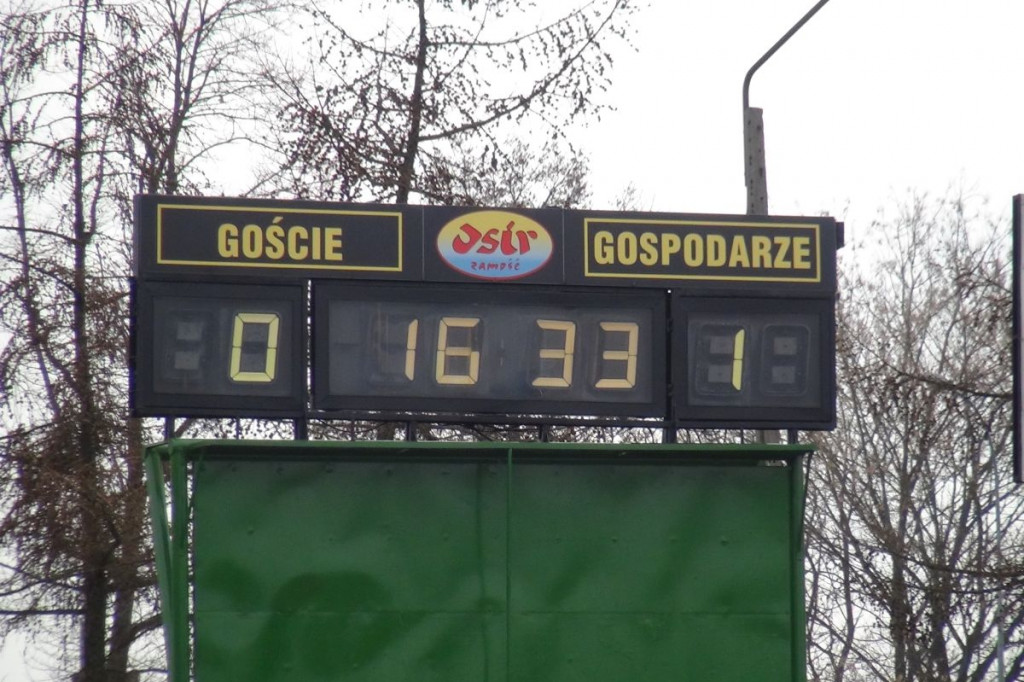 GOŚCIE
OSiR
zamość
GOSPODARZE
0
16 33
1